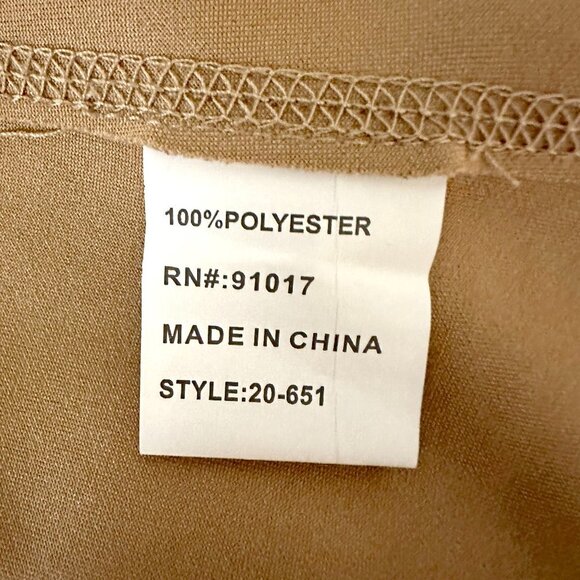 100%POLYESTER
RN#:91017
MADE IN CHINA
STYLE:20-651